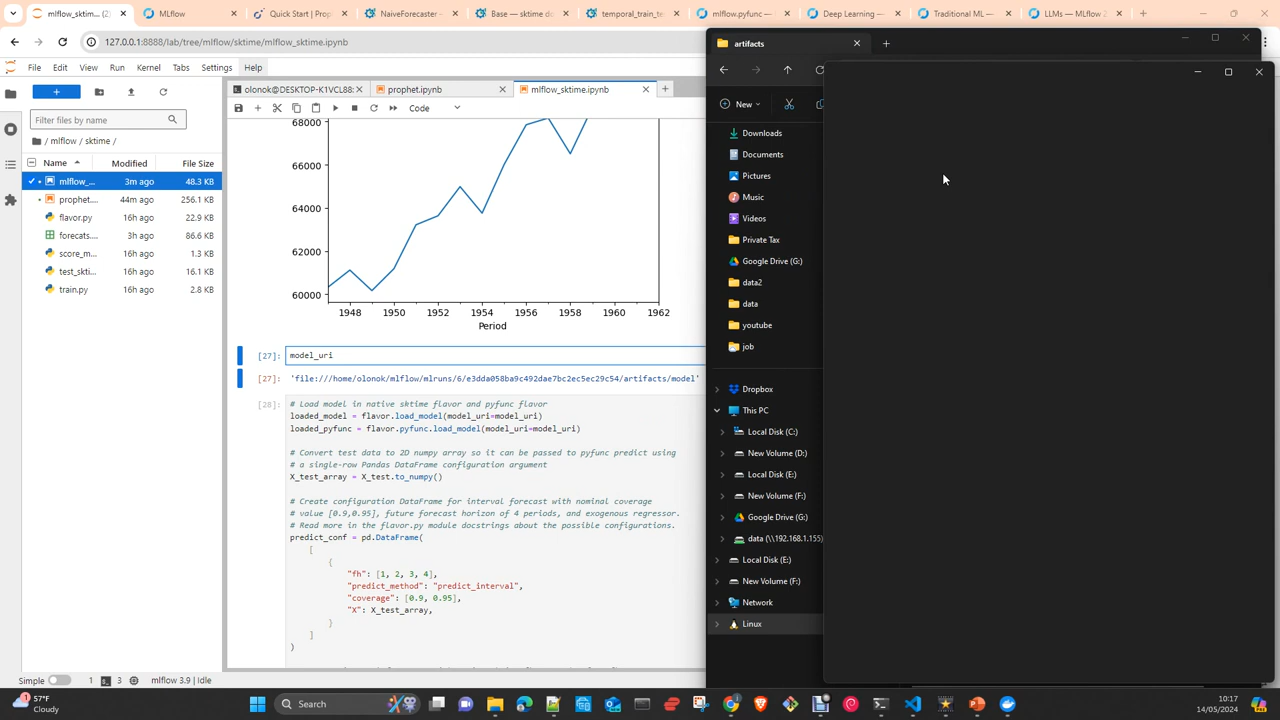 mlflow_sktime.. (2)
MLflow
Quick Start | Prop
NaiveForecaster -
Base — sktime do
temporal_train_te
mlflow.pyfunc —
Deep Learning —
Traditional ML —
LLMs — MLflow 2
127.0.0.1:8888/lab/tree/mlflow/sktime/mlflow_sktime.ipynb
File Edit View Run Kernel Tabs Settings Help
olonok@DESKTOP-K1VCL88:
prophet.ipynb
mlflow_sktime.ipynb
Code
Filter files by name
/ mlflow / sktime /
Name Modified File Size
mlflow_... 3m ago 48.3 KB
prophet.... 44m ago 256.1 KB
flavor.py 16h ago 22.9 KB
forecats.... 3h ago 86.6 KB
score_m... 16h ago 1.3 KB
test_skti... 16h ago 16.1 KB
train.py 16h ago 2.8 KB
68000
66000
64000
62000
60000
1948 1950 1952 1954 1956 1958 1960 1962
Period
[27]: model_uri
[27]: 'file:///home/olonok/mlflow/mlruns/6/e3dda058ba9c492dae7bc2ec5ec29c54/artifacts/model'
[28]: # Load model in native sktime flavor and pyfunc flavor
loaded_model = flavor.load_model(model_uri=model_uri)
loaded_pyfunc = flavor.pyfunc.load_model(model_uri=model_uri)
# Convert test data to 2D numpy array so it can be passed to pyfunc predict using
# a single-row Pandas DataFrame configuration argument
X_test_array = X_test.to_numpy()
# Create configuration DataFrame for interval forecast with nominal coverage
# value [0.9,0.95], future forecast horizon of 4 periods, and exogenous regressor.
# Read more in the flavor.py module docstrings about the possible configurations.
predict_conf = pd.DataFrame(
[
{
"fh": [1, 2, 3, 4],
"predict_method": "predict_interval",
"coverage": [0.9, 0.95],
"X": X_test_array,
}
]
)
Simple 1 3 mlflow 3.9 | Idle
artifacts
New
Downloads
Documents
Pictures
Music
Videos
Private Tax
Google Drive (G:)
data2
data
youtube
job
Dropbox
This PC
Local Disk (C:)
New Volume (D:)
Local Disk (E:)
New Volume (F:)
Google Drive (G:)
data (\\192.168.1.155)
Local Disk (E:)
New Volume (F:)
Network
Linux
57°F
Cloudy
Search
10:17
14/05/2024